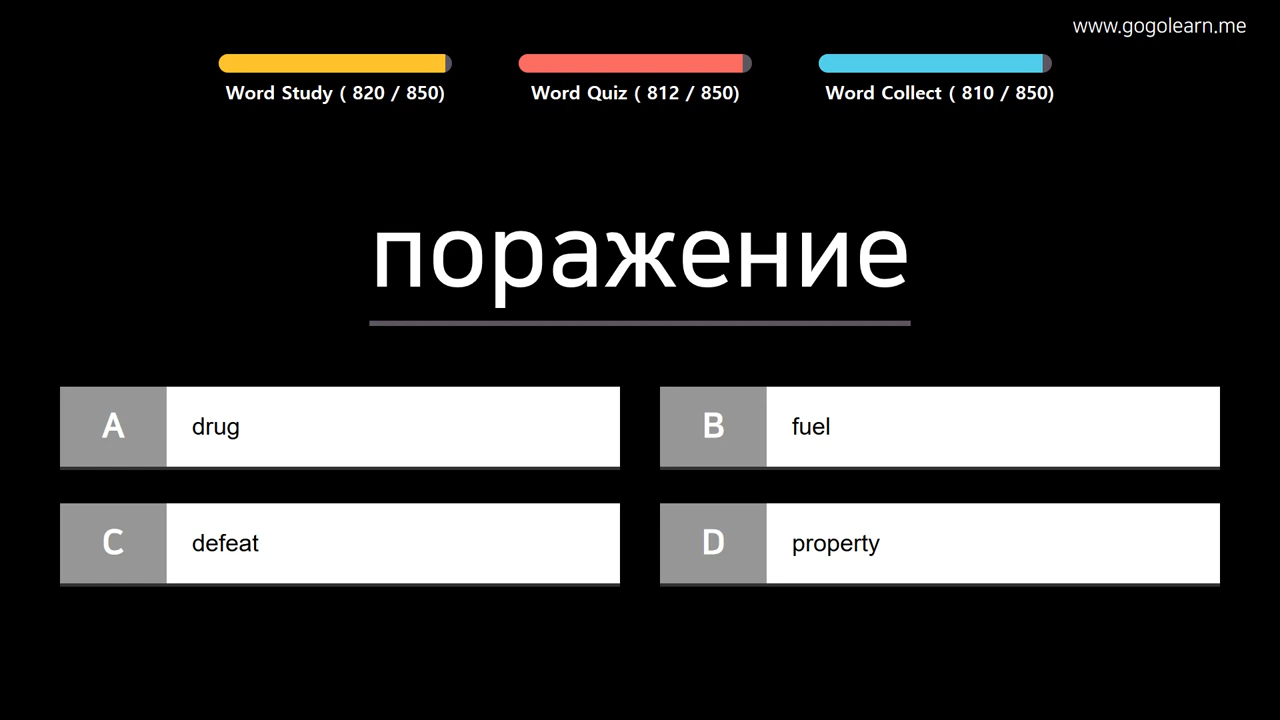 www.gogolearn.me
Word Study ( 820 / 850)
Word Quiz ( 812 / 850)
Word Collect ( 810 / 850)
поражение
A drug
B fuel
C defeat
D property